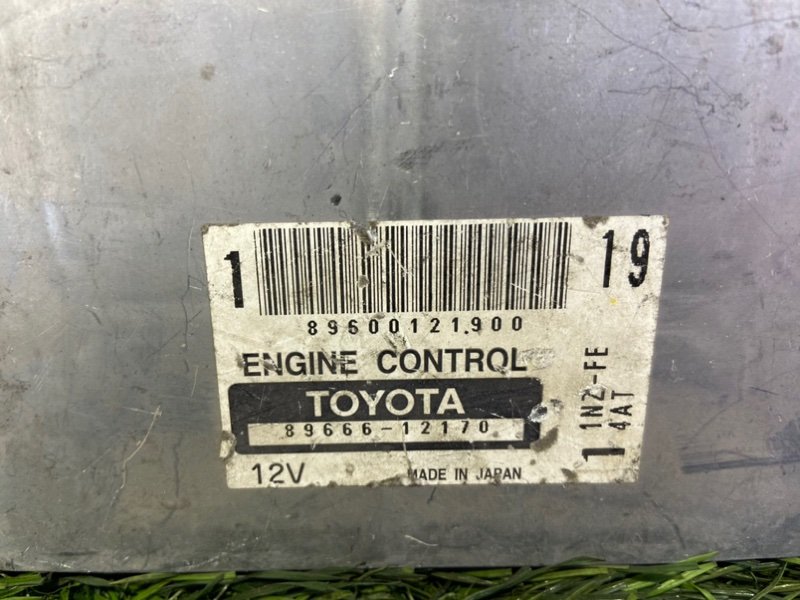 1
19
89600121900
ENGINE CONTROL
TOYOTA
89666-12170
12V
MADE IN JAPAN
1
1NZ-FE
4AT